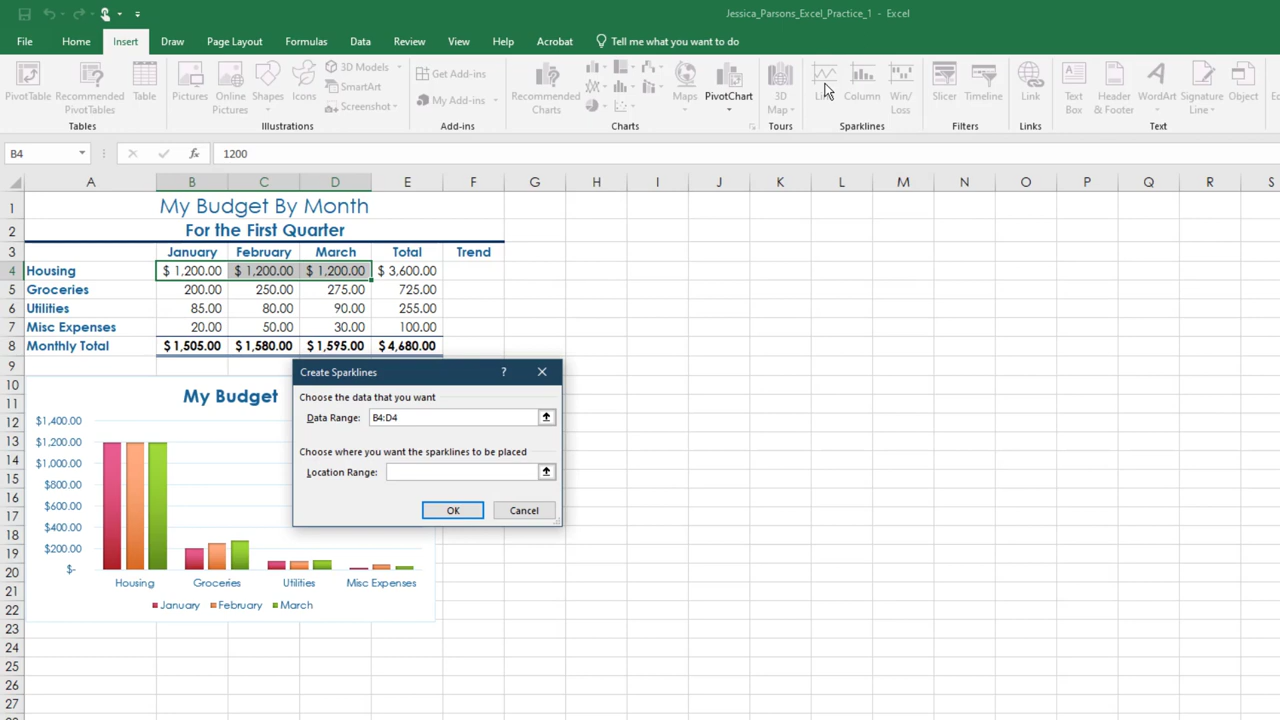 Jessica_Parsons_Excel_Practice_1 - Excel
File Home Insert Draw Page Layout Formulas Data Review View Help Acrobat Tell me what you want to do
PivotTable Recommended PivotTables Table Pictures Online Pictures Shapes Icons 3D Models SmartArt Screenshot Get Add-ins My Add-ins Recommended Charts Maps PivotChart 3D Map Column Win/Loss Slicer Timeline Link Text Box Header & Footer WordArt Signature Line Object
Tables Illustrations Add-ins Charts Tours Sparklines Filters Links Text
B4 fx 1200
A B C D E F G H I J K L M N O P Q R S
1 My Budget By Month
2 For the First Quarter
3 January February March Total Trend
4 Housing $ 1,200.00 $ 1,200.00 $ 1,200.00 $ 3,600.00
5 Groceries 200.00 250.00 275.00 725.00
6 Utilities 85.00 80.00 90.00 255.00
7 Misc Expenses 20.00 50.00 30.00 100.00
8 Monthly Total $ 1,505.00 $ 1,580.00 $ 1,595.00 $ 4,680.00
9
10 My Budget
11
12
13
14
15
16
17
18
19
20
21
22
23
24
25
26
27
$1,400.00
$1,200.00
$1,000.00
$800.00
$600.00
$400.00
$200.00
$-
Housing Groceries Utilities Misc Expenses
January February March
Create Sparklines ?
Choose the data that you want
Data Range: B4:D4
Choose where you want the sparklines to be placed
Location Range:
OK Cancel